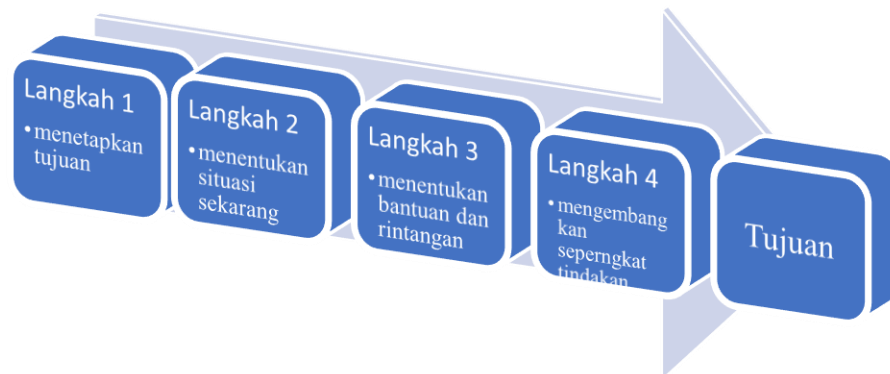 Langkah 1
•menetapkan
tujuan
Langkah 2
•menentukan
situasi
sekarang
Langkah 3
•menentukan
bantuan dan
rintangan
Langkah 4
•mengembang
kan
seperngkat
tindakan
Tujuan